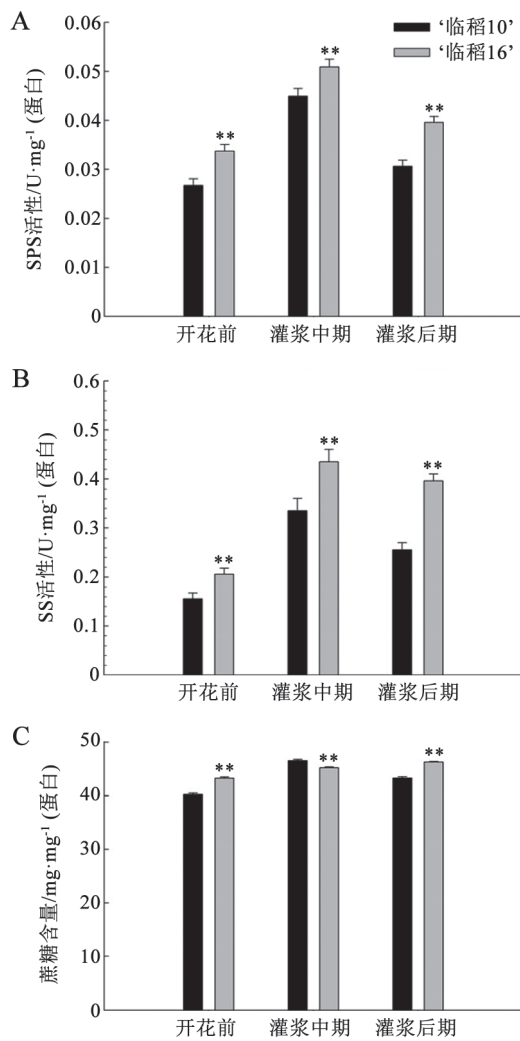 A
SPS活性/U·mg⁻¹ (蛋白)
0.06
0.05
0.04
0.03
0.02
0.01
0
‘临稻10’
‘临稻16’
**
**
**
开花前
灌浆中期
灌浆后期
B
SS活性/U·mg⁻¹ (蛋白)
0.6
0.5
0.4
0.3
0.2
0.1
0
**
**
**
开花前
灌浆中期
灌浆后期
C
蔗糖含量/mg·mg⁻¹ (蛋白)
50
40
30
20
10
0
**
**
**
开花前
灌浆中期
灌浆后期